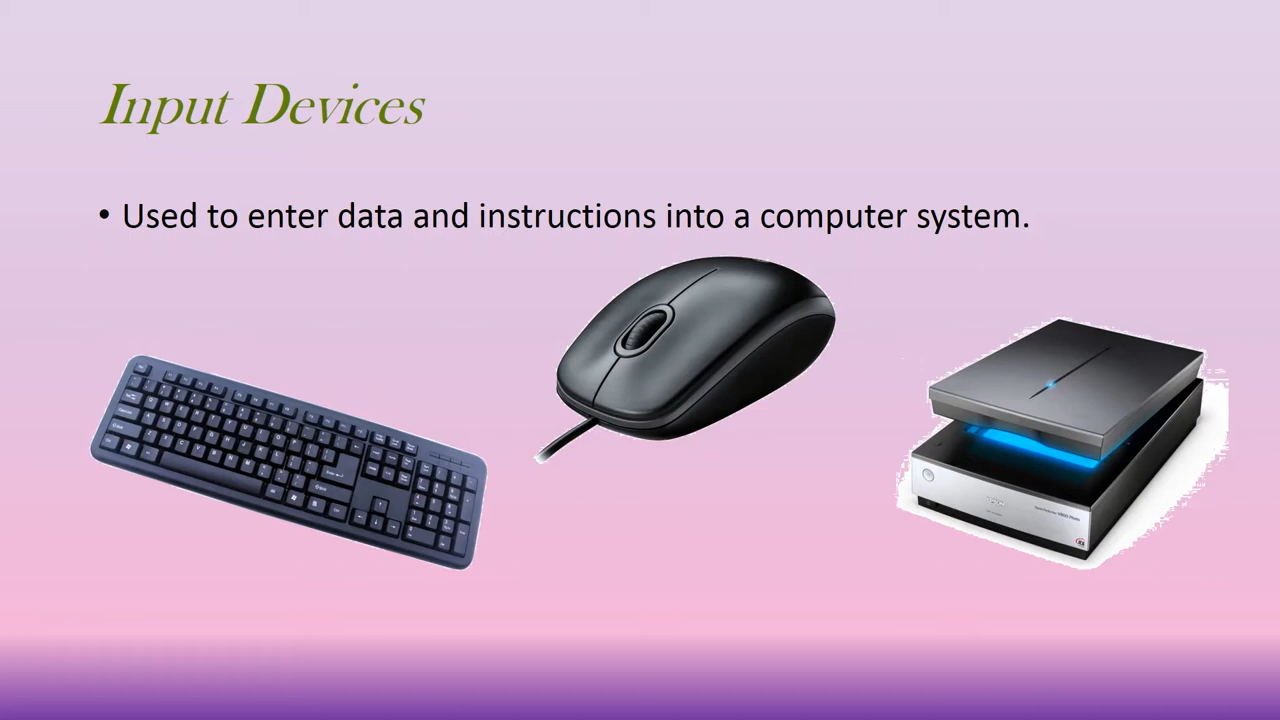 Input Devices
• Used to enter data and instructions into a computer system.